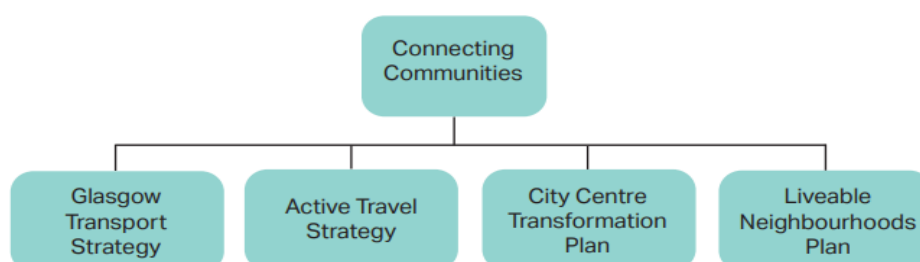 Connecting
Communities
Glasgow
Transport
Strategy
Active Travel
Strategy
City Centre
Transformation
Plan
Liveable
Neighbourhoods
Plan